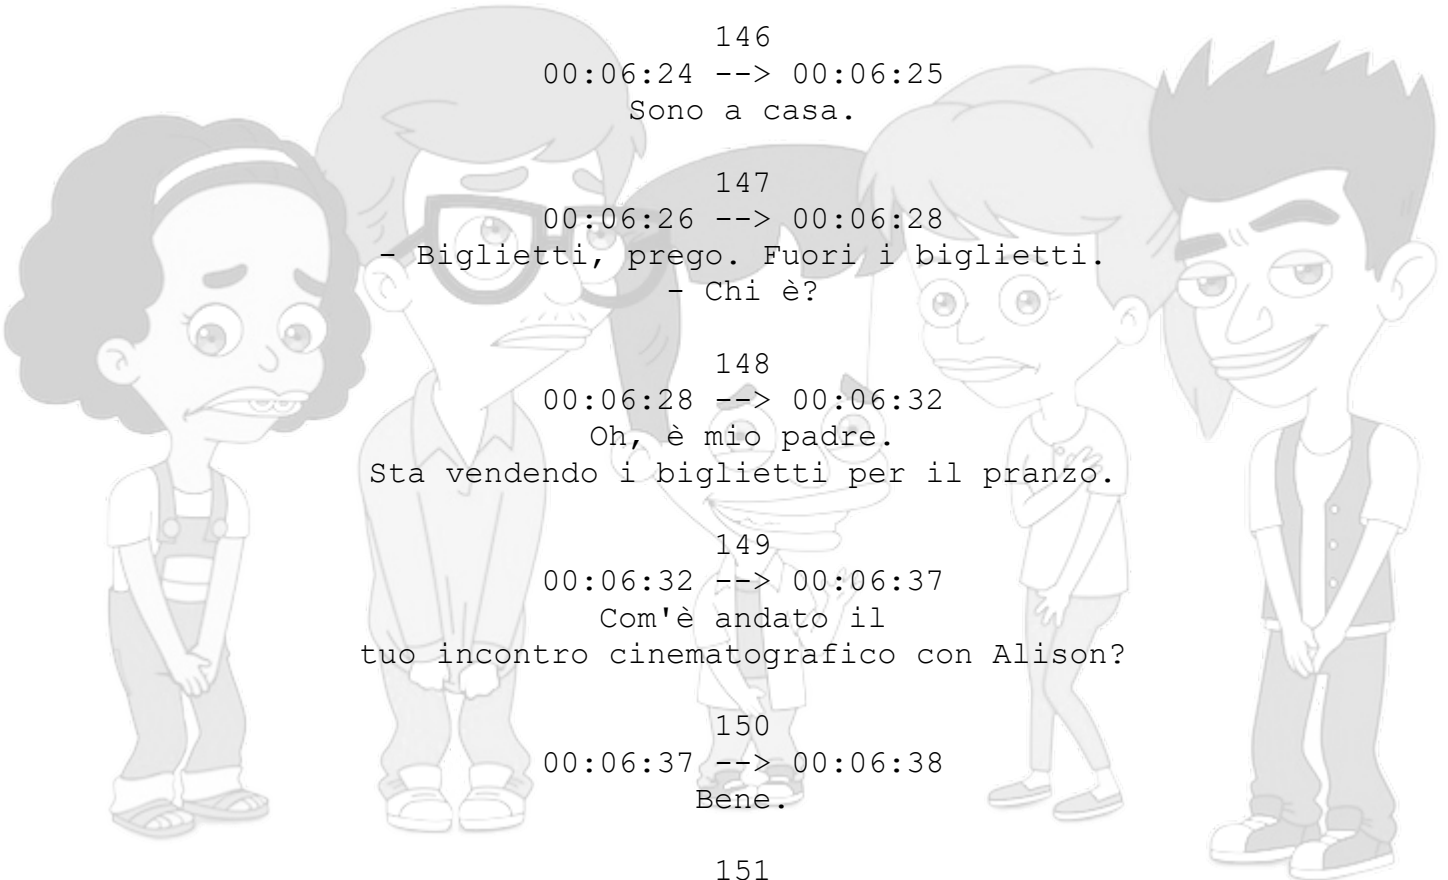 146
00:06:24 --> 00:06:25
Sono a casa.
147
00:06:26 --> 00:06:28
- Biglietti, prego. Fuori i biglietti.
- Chi è?
148
00:06:28 --> 00:06:32
Oh, è mio padre.
Sta vendendo i biglietti per il pranzo.
149
00:06:32 --> 00:06:37
Com'è andato il
tuo incontro cinematografico con Alison?
150
00:06:37 --> 00:06:38
Bene.
151